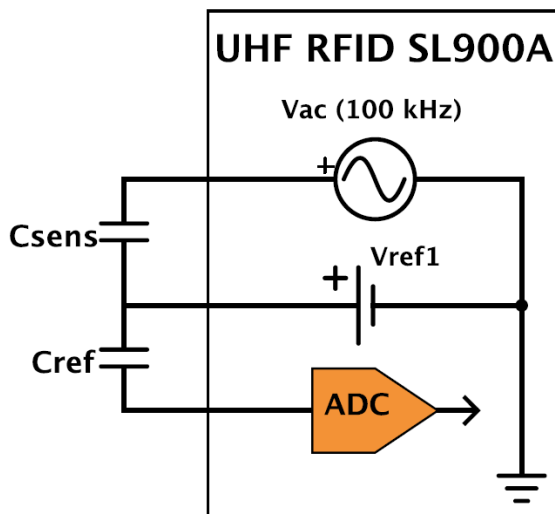 UHF RFID SL900A
Vac (100 kHz)
+
Csens
Vref1
+
Cref
ADC